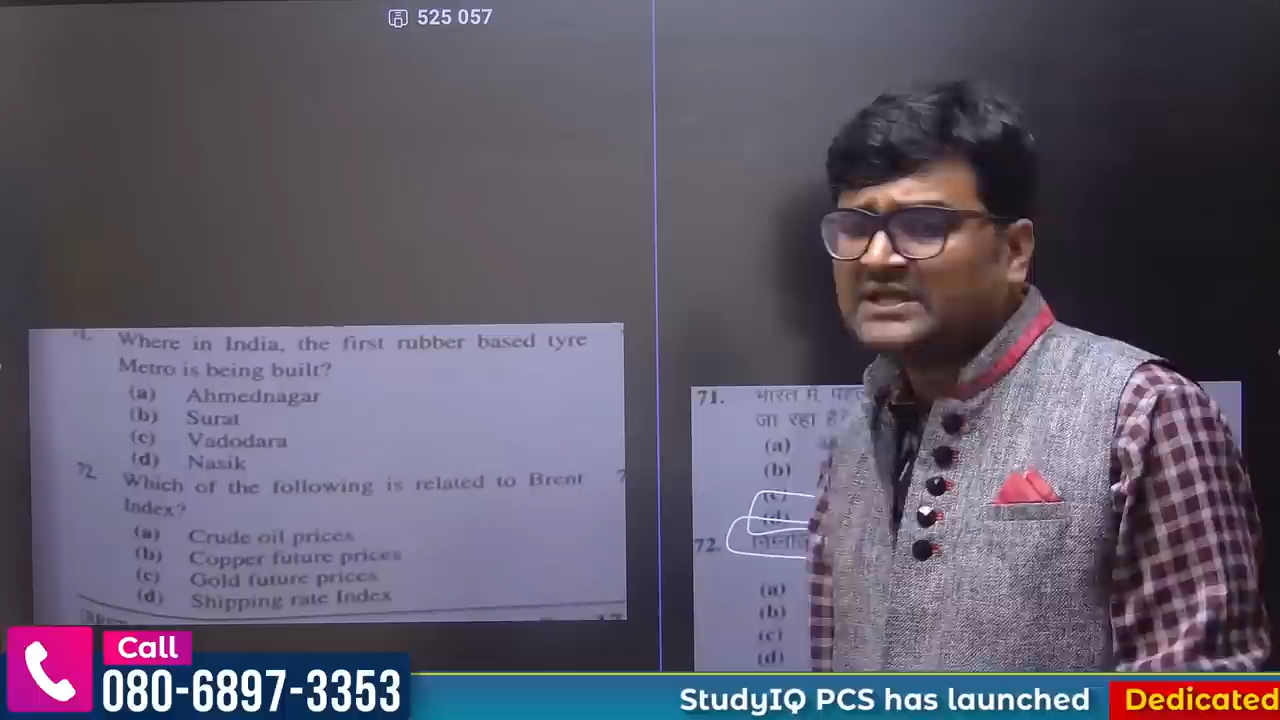 525 057
Where in India, the first rubber based tyre
Metro is being built?
(a) Ahmednagar
(b) Surat
(c) Vadodara
(d) Nasik
72. Which of the following is related to Brent
Index?
(a) Crude oil prices
(b) Copper future prices
(c) Gold future prices
(d) Shipping rate Index
71. भारत में,
जा रहा है?
(a)
(b)
(c)
(d)
72.
(a)
(b)
(c)
(d)
Call
080-6897-3353
StudyIQ PCS has launched
Dedicated